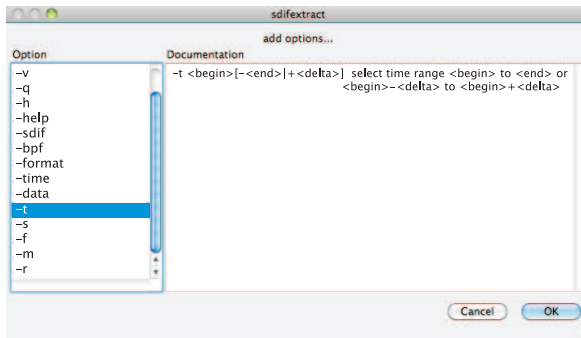 sdifextract
add options...
Option
Documentation
-v
-q
-h
-help
-sdif
-bpf
-format
-time
-data
-t
-s
-f
-m
-r
-t <begin>[-<end>|+<delta>] select time range <begin> to <end> or
<begin>-<delta> to <begin>+<delta>
Cancel
OK